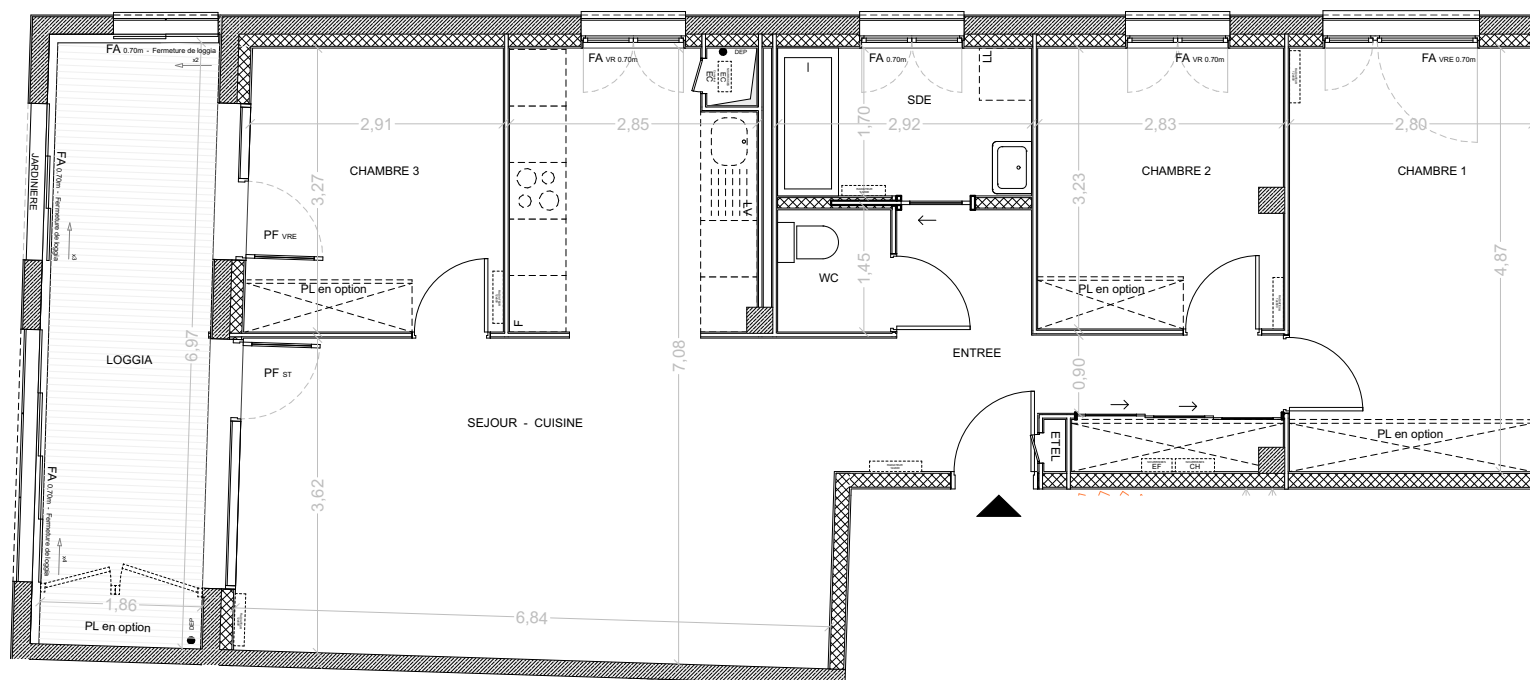 FA 0.70m - Fermeture de loggia
x2
FA VR 0.70m
DEP
EC
EC
FA 0.70m
LL
SDE
FA VR 0.70m
FA VRE 0.70m
2,91
2,85
1,70
2,92
2,83
2,80
JARDINIERE
FA 0.70m - Fermeture de loggia
x3
CHAMBRE 3
3,27
CHAMBRE 2
3,23
CHAMBRE 1
LV
PF VRE
WC
1,45
4,87
PL en option
F
PL en option
LOGGIA
6,97
PF ST
7,08
ENTREE
0,90
SEJOUR - CUISINE
ETEL
PL en option
EF
CH
FA 0.70m - Fermeture de loggia
x4
3,62
1,86
6,84
PL en option
DEP